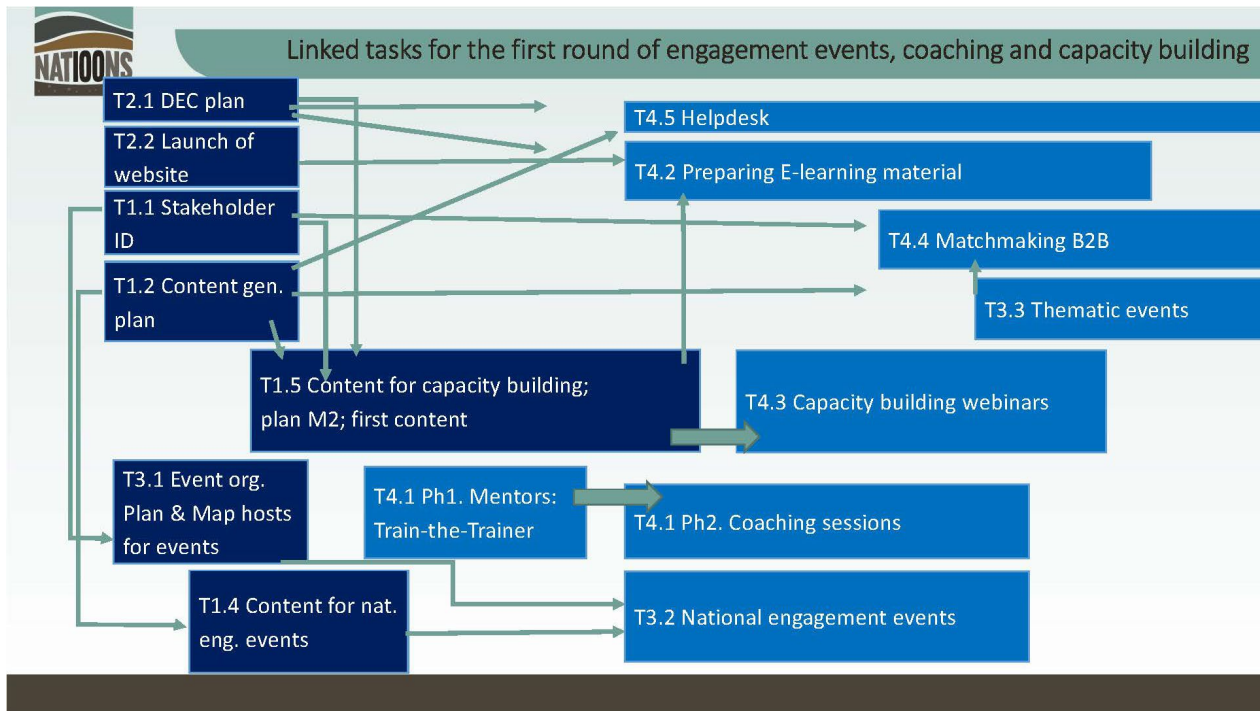 NATI00NS
Linked tasks for the first round of engagement events, coaching and capacity building
T2.1 DEC plan
T4.5 Helpdesk
T2.2 Launch of
website
T4.2 Preparing E-learning material
T1.1 Stakeholder
ID
T4.4 Matchmaking B2B
T1.2 Content gen.
plan
T3.3 Thematic events
T1.5 Content for capacity building;
plan M2; first content
T4.3 Capacity building webinars
T3.1 Event org.
Plan & Map hosts
for events
T4.1 Ph1. Mentors:
Train-the-Trainer
T4.1 Ph2. Coaching sessions
T1.4 Content for nat.
eng. events
T3.2 National engagement events